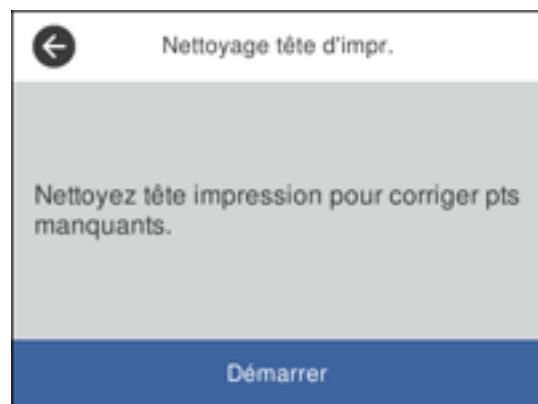 Nettoyage tête d'impr.
Nettoyez tête impression pour corriger pts
manquants.
Démarrer